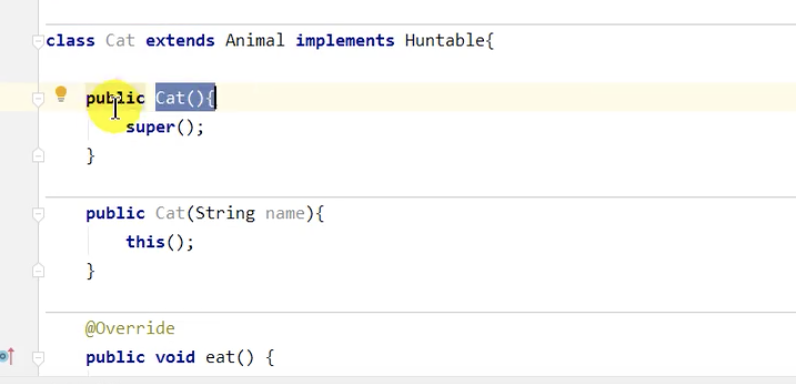 class Cat extends Animal implements Huntable{
public Cat(){
super();
}
public Cat(String name){
this();
}
@Override
public void eat() {